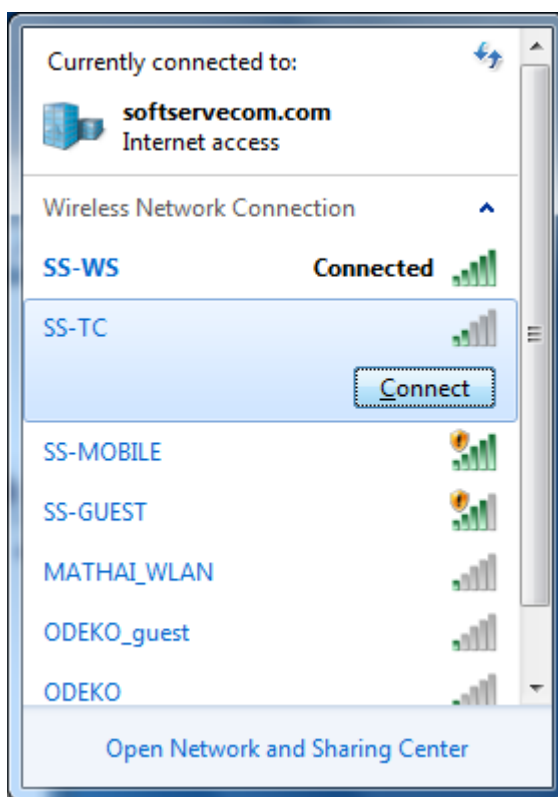 Currently connected to:
softservecom.com
Internet access
Wireless Network Connection
SS-WS Connected
SS-TC
Connect
SS-MOBILE
SS-GUEST
MATHAI_WLAN
ODEKO_guest
ODEKO
Open Network and Sharing Center